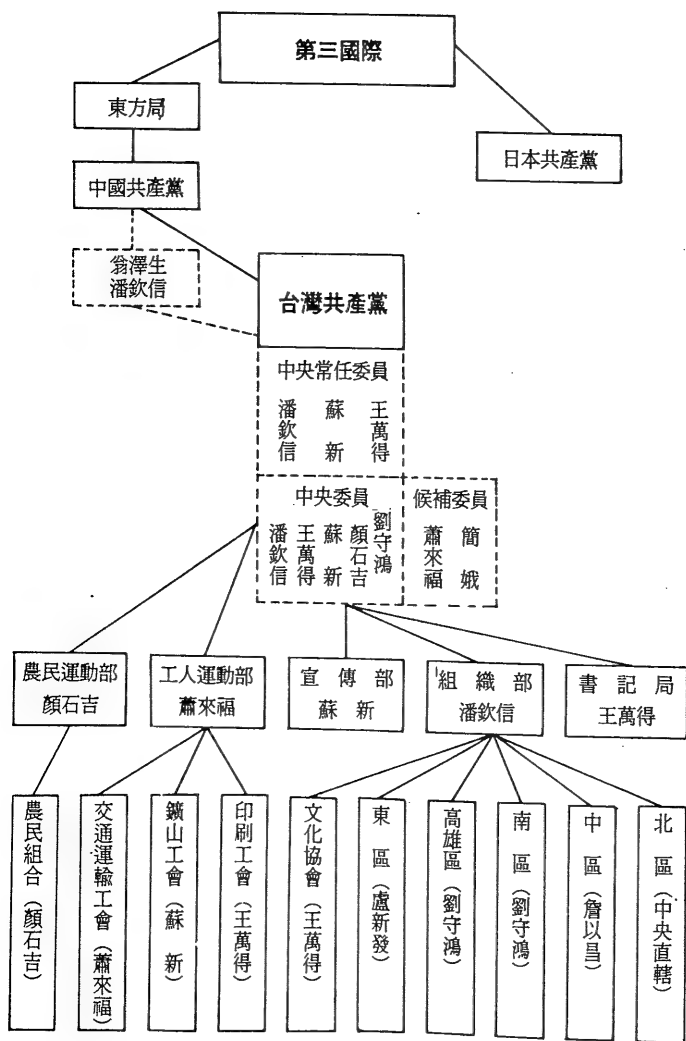 第三國際
東方局
日本共產黨
中國共產黨
翁澤生
潘欽信
台灣共產黨
中央常任委員
王萬得
蘇新
潘欽信
中央委員
劉守鴻
顏石吉
蘇新
王萬得
潘欽信
候補委員
簡娥
蕭來福
農民運動部
顏石吉
工人運動部
蕭來福
宣傳部
蘇新
組織部
潘欽信
書記局
王萬得
農民組合(顏石吉)
交通運輸工會(蕭來福)
鑛山工會(蘇新)
印刷工會(王萬得)
文化協會(王萬得)
東區(盧新發)
高雄區(劉守鴻)
南區(劉守鴻)
中區(詹以昌)
北區(中央直轄)